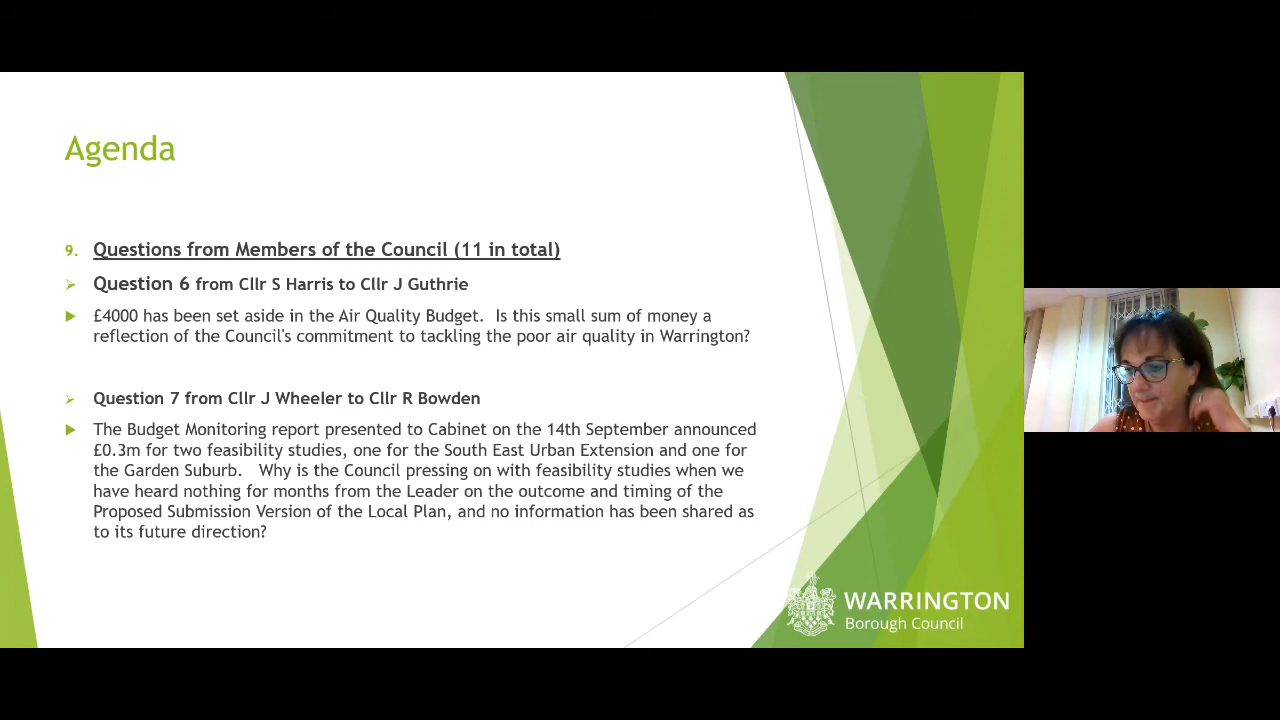 Agenda
9. Questions from Members of the Council (11 in total)
Question 6 from Cllr S Harris to Cllr J Guthrie
£4000 has been set aside in the Air Quality Budget. Is this small sum of money a
reflection of the Council's commitment to tackling the poor air quality in Warrington?
Question 7 from Cllr J Wheeler to Cllr R Bowden
The Budget Monitoring report presented to Cabinet on the 14th September announced
£0.3m for two feasibility studies, one for the South East Urban Extension and one for
the Garden Suburb. Why is the Council pressing on with feasibility studies when we
have heard nothing for months from the Leader on the outcome and timing of the
Proposed Submission Version of the Local Plan, and no information has been shared as
to its future direction?
WARRINGTON
Borough Council